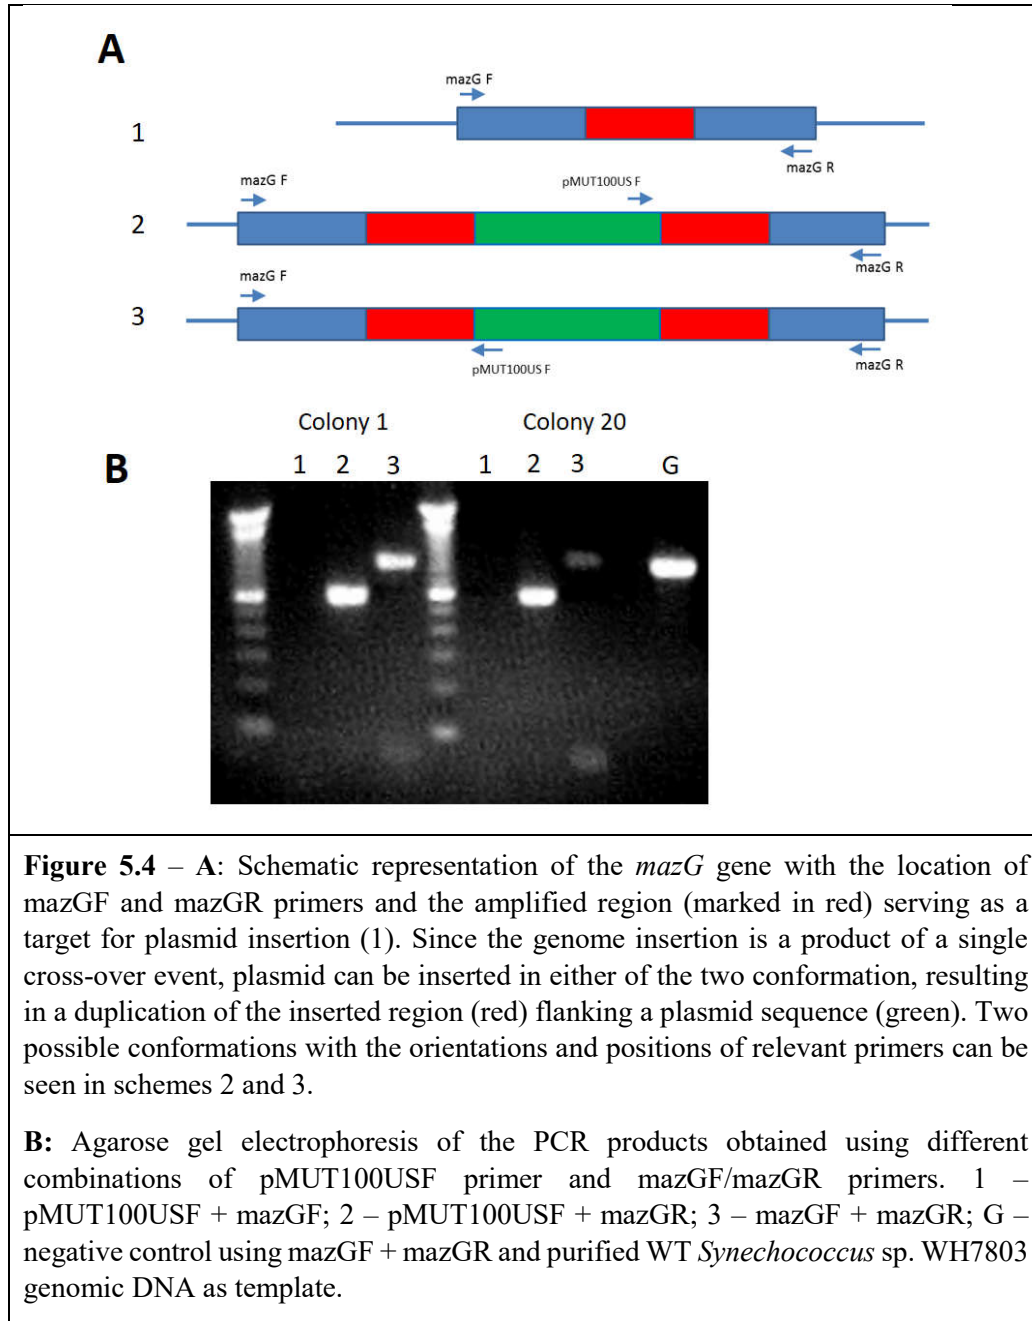 A
mazG F
1
mazG R
mazG F
pMUT100US F
2
mazG R
mazG F
3
pMUT100US F
mazG R
Colony 1 Colony 20
B 1 2 3 1 2 3 G
Figure 5.4 – A: Schematic representation of the mazG gene with the location of
mazGF and mazGR primers and the amplified region (marked in red) serving as a
target for plasmid insertion (1). Since the genome insertion is a product of a single
cross-over event, plasmid can be inserted in either of the two conformation, resulting
in a duplication of the inserted region (red) flanking a plasmid sequence (green). Two
possible conformations with the orientations and positions of relevant primers can be
seen in schemes 2 and 3.
B: Agarose gel electrophoresis of the PCR products obtained using different
combinations of pMUT100USF primer and mazGF/mazGR primers. 1 –
pMUT100USF + mazGF; 2 – pMUT100USF + mazGR; 3 – mazGF + mazGR; G –
negative control using mazGF + mazGR and purified WT Synechococcus sp. WH7803
genomic DNA as template.